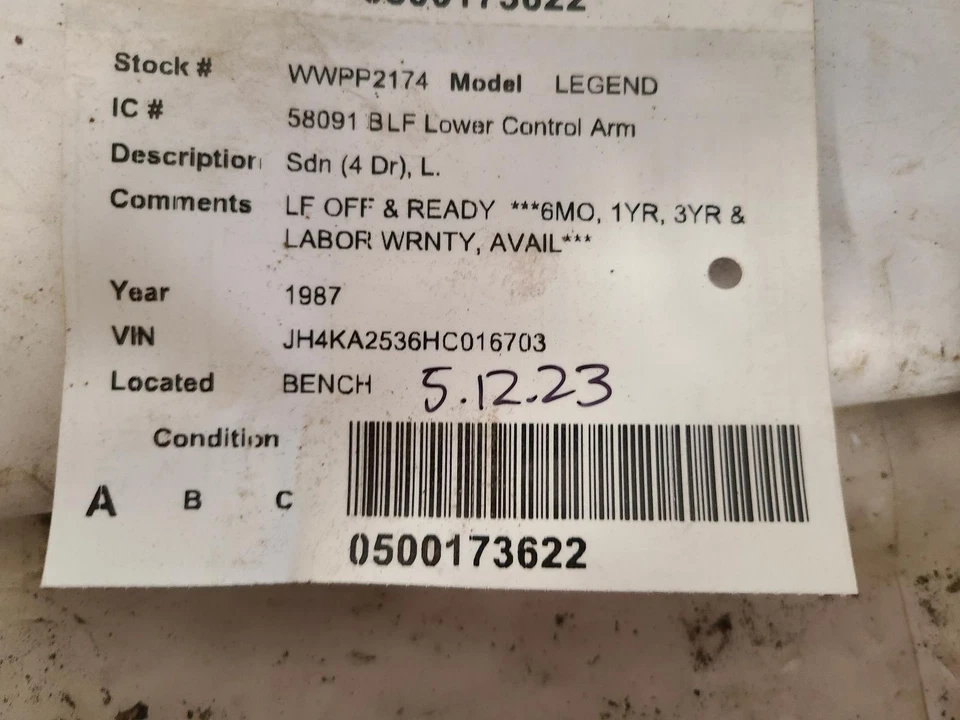 0500173622
Stock # WWPP2174 Model LEGEND
IC # 58091 BLF Lower Control Arm
Description Sdn (4 Dr), L.
Comments LF OFF & READY ***6MO, 1YR, 3YR &
LABOR WRNTY, AVAIL***
Year 1987
VIN JH4KA2536HC016703
Located BENCH 5.12.23
Condition
A B C
0500173622